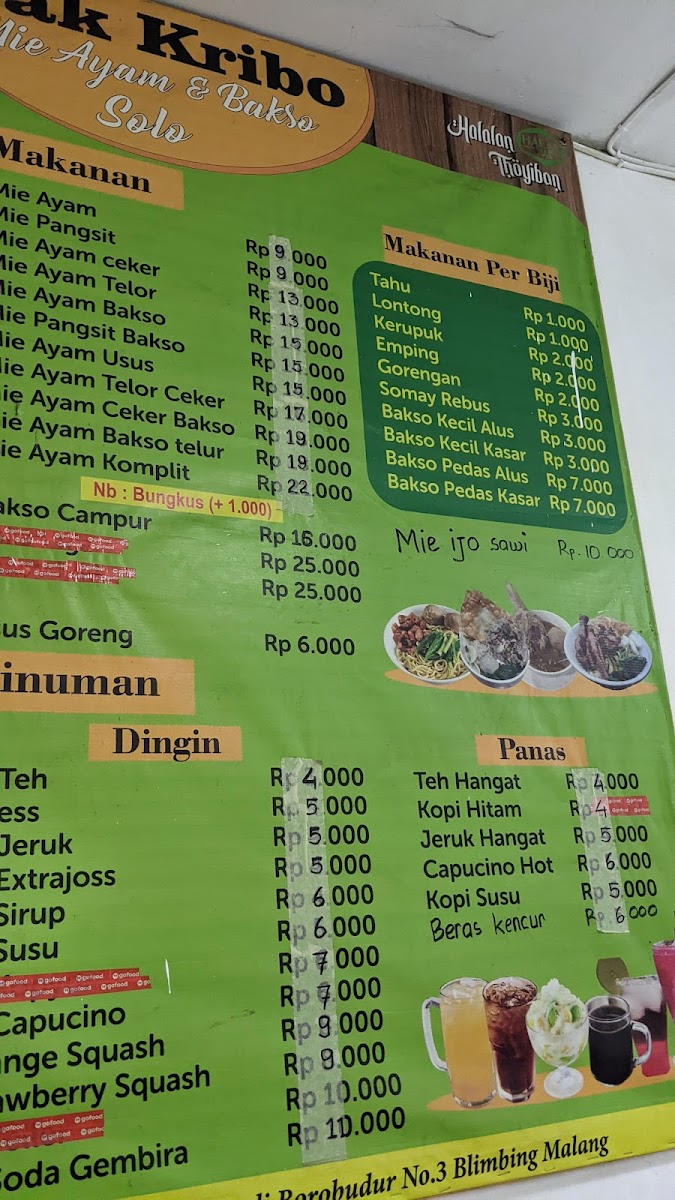 ak Kribo
Mie Ayam & Bakso
Solo
Halalan
Thoyiban
Makanan
Mie Ayam Rp 9.000
Mie Pangsit Rp 9.000
Mie Ayam ceker Rp 13.000
Mie Ayam Telor Rp 13.000
Mie Ayam Bakso Rp 15.000
Mie Pangsit Bakso Rp 15.000
Mie Ayam Usus Rp 15.000
Mie Ayam Telor Ceker Rp 17.000
Mie Ayam Ceker Bakso Rp 19.000
ie Ayam Bakso telur Rp 19.000
ie Ayam Komplit Rp 22.000
Nb : Bungkus (+ 1.000)
akso Campur Rp 16.000
Rp 25.000
Rp 25.000
sus Goreng Rp 6.000
Makanan Per Biji
Tahu Rp 1.000
Lontong Rp 1.000
Kerupuk Rp 2.000
Emping Rp 2.000
Gorengan Rp 2.000
Somay Rebus Rp 3.000
Bakso Kecil Alus Rp 3.000
Bakso Kecil Kasar Rp 3.000
Bakso Pedas Alus Rp 7.000
Bakso Pedas Kasar Rp 7.000
Mie ijo sawi Rp. 10.000
inuman
Dingin
Teh Rp 4.000
ess Rp 5.000
Jeruk Rp 5.000
Extrajoss Rp 5.000
Sirup Rp 6.000
Susu Rp 6.000
gofood Rp 7.000
Capucino Rp 7.000
ange Squash Rp 9.000
awberry Squash Rp 9.000
gofood Rp 10.000
Soda Gembira Rp 10.000
Panas
Teh Hangat Rp 4.000
Kopi Hitam Rp 4
Jeruk Hangat Rp 5.000
Capucino Hot Rp 6.000
Kopi Susu Rp 5.000
Beras kencur Rp. 6.000
Borobudur No.3 Blimbing Malang